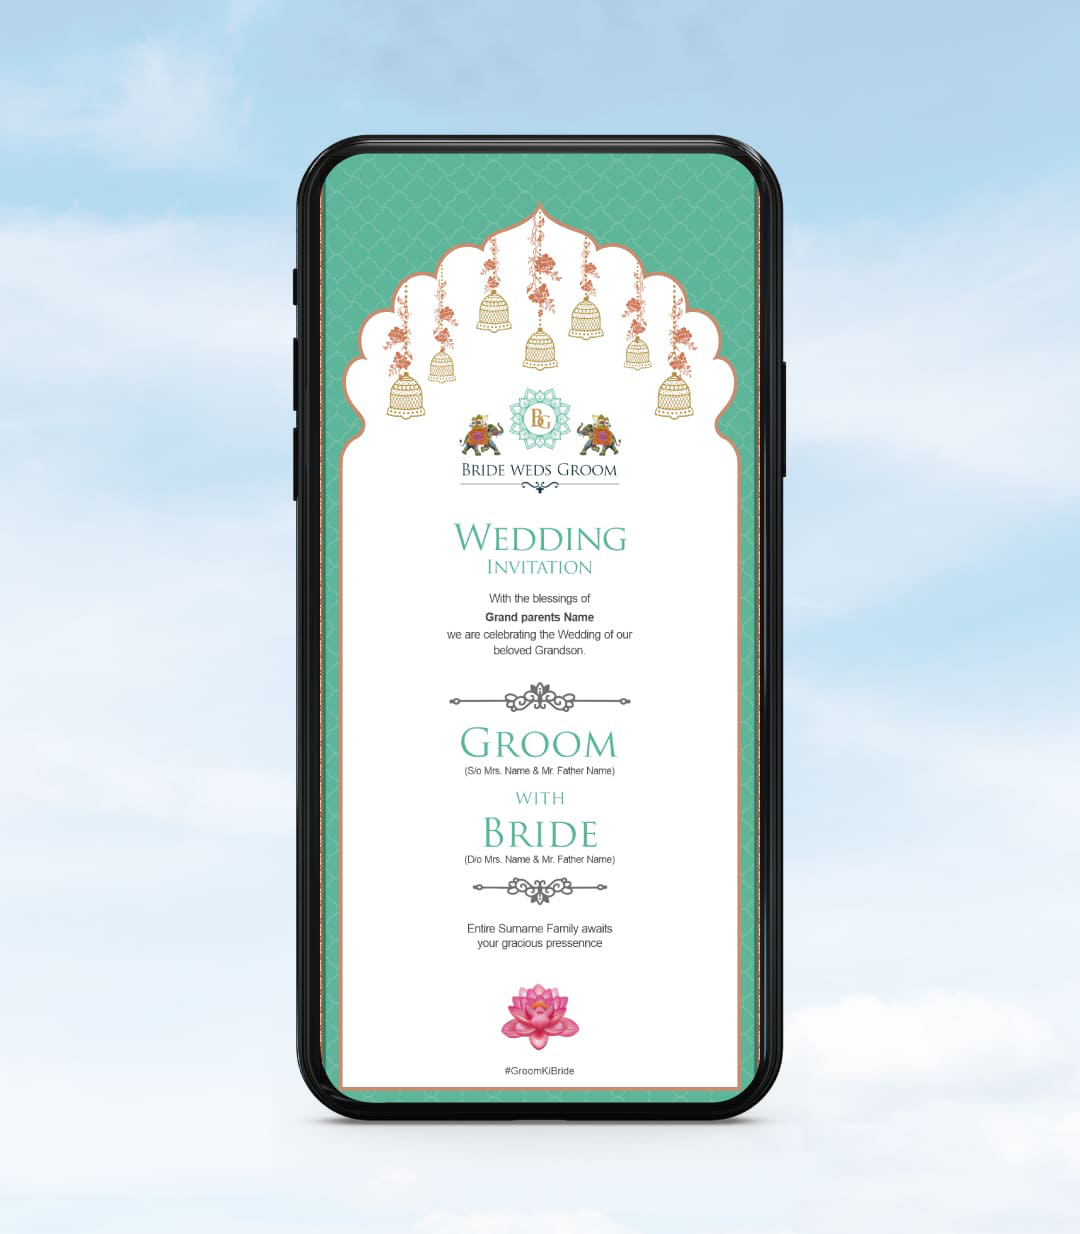 BG
BRIDE WEDS GROOM
WEDDING
INVITATION
With the blessings of
Grand parents Name
we are celebrating the Wedding of our
beloved Grandson.
GROOM
(S/o Mrs. Name & Mr. Father Name)
WITH
BRIDE
(D/o Mrs. Name & Mr. Father Name)
Entire Surname Family awaits
your gracious pressennce
#GroomKiBride